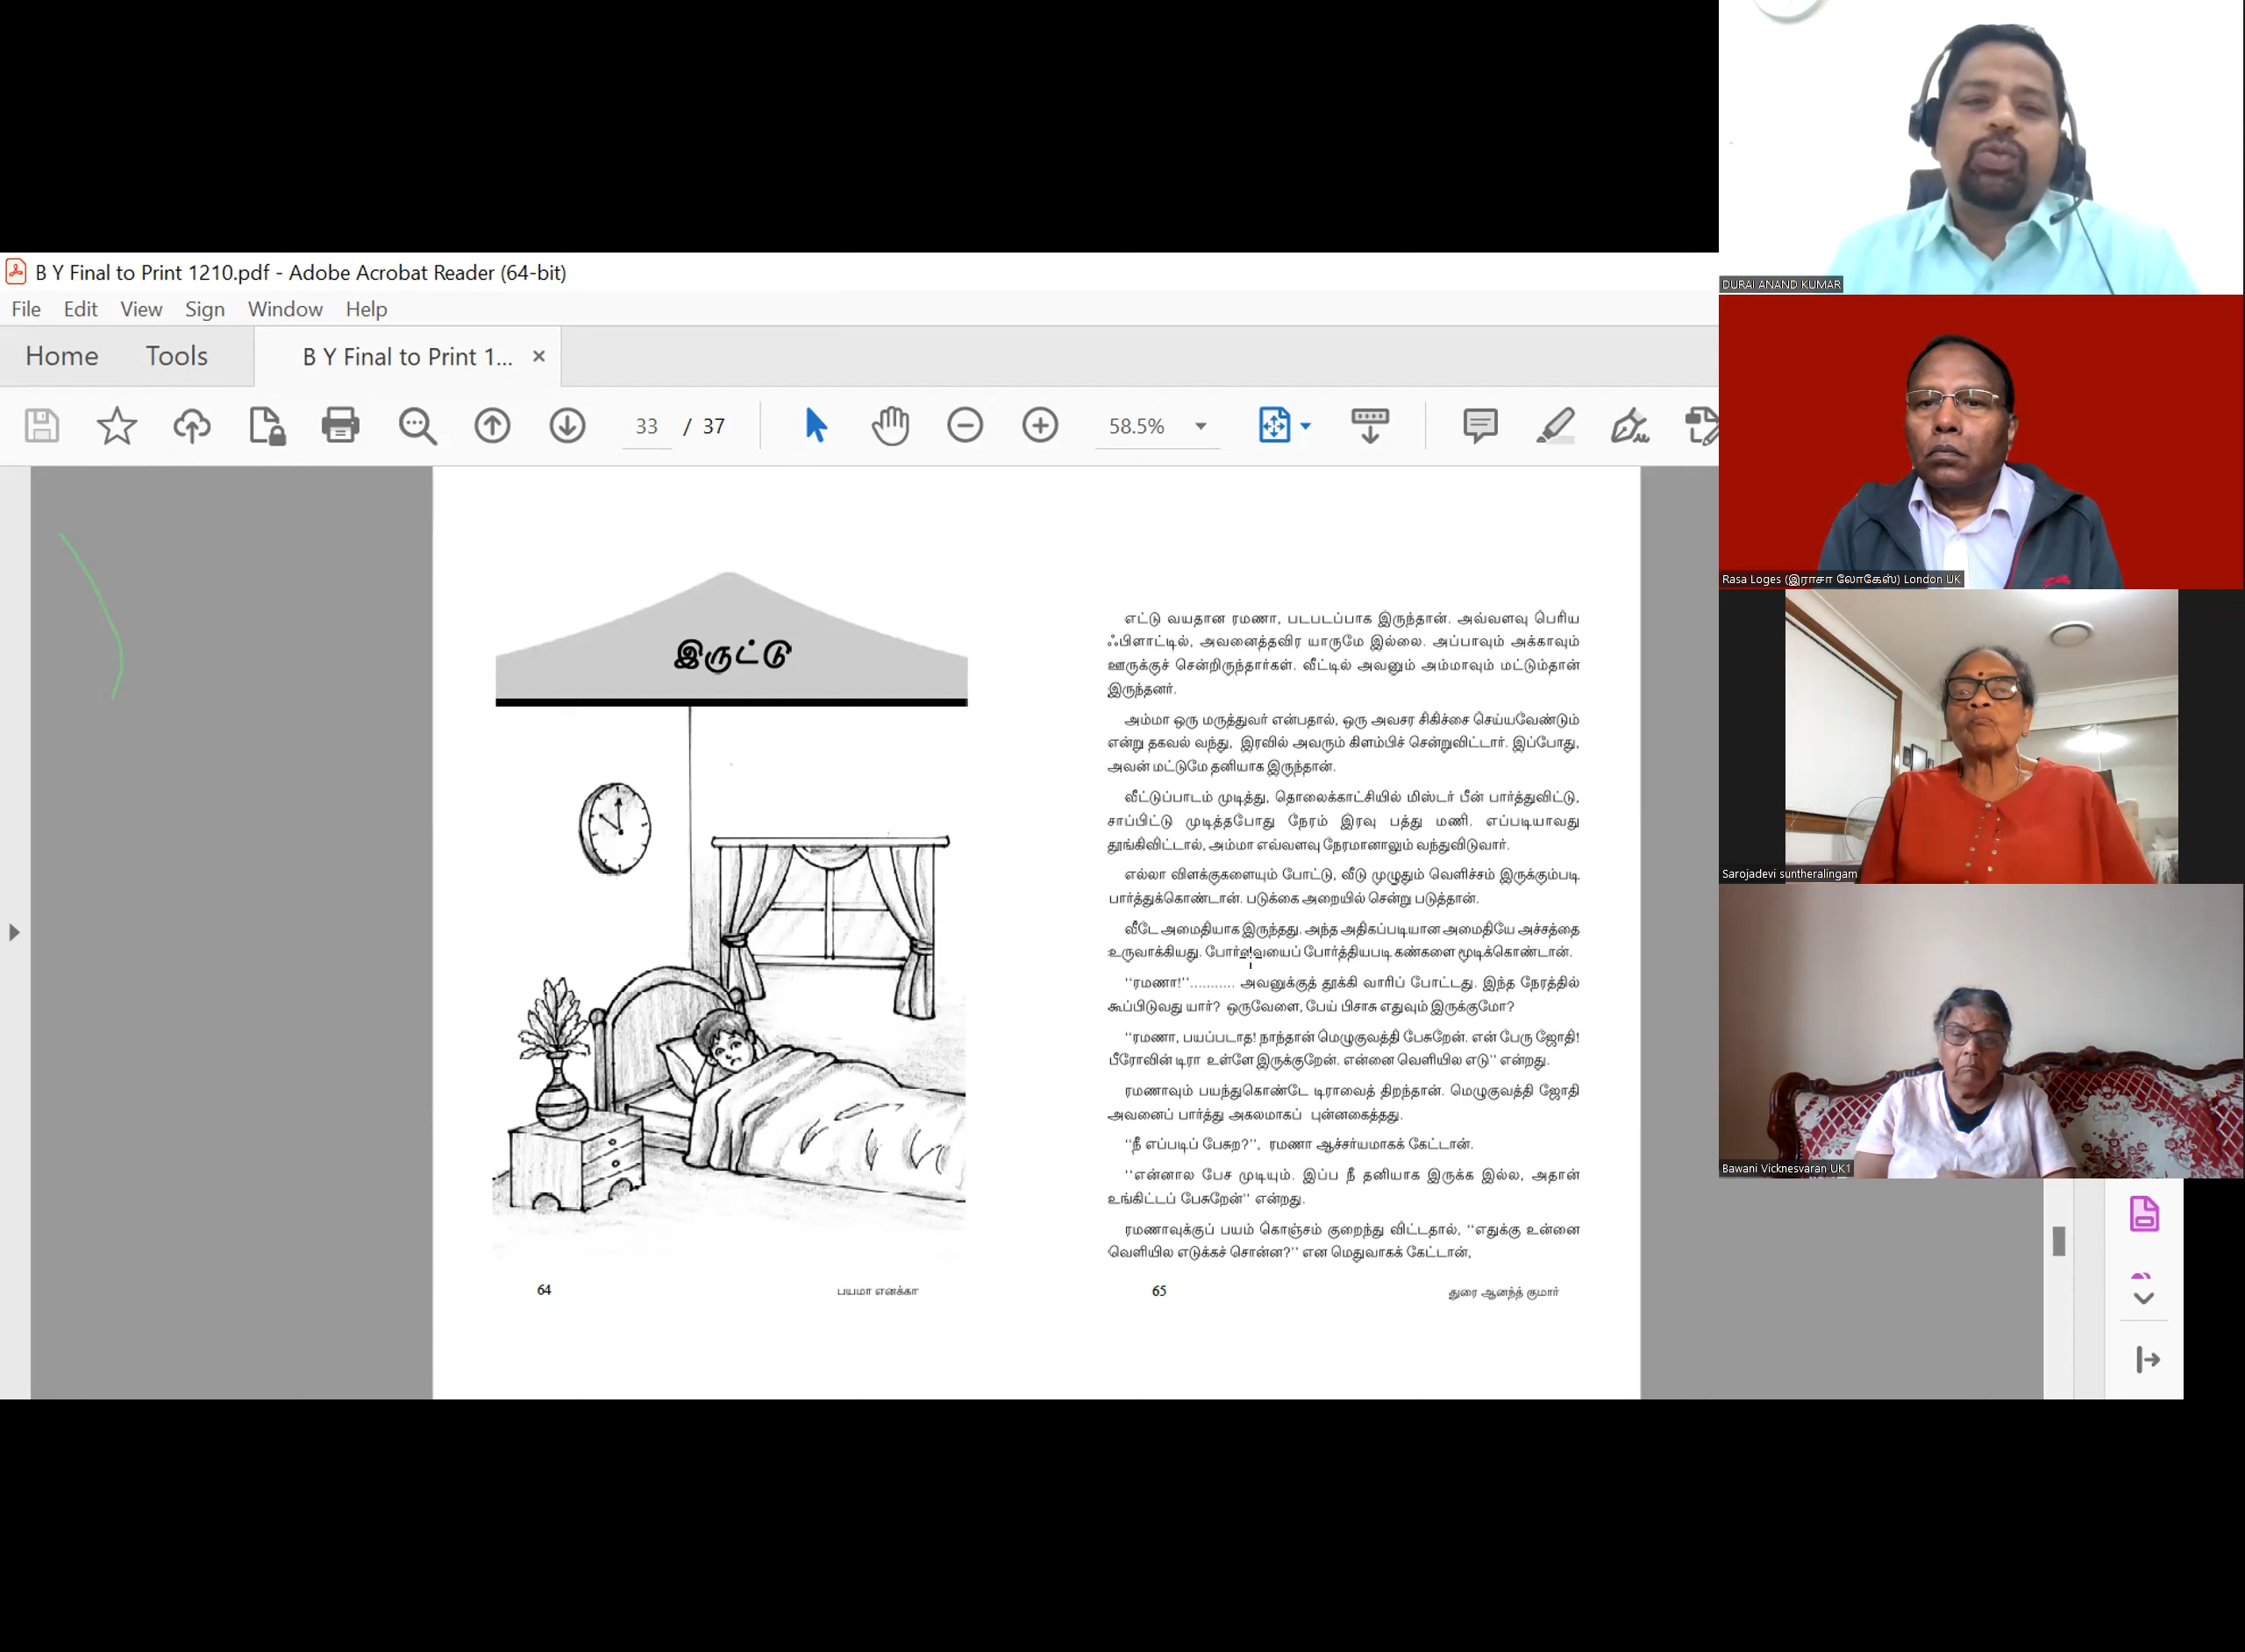 B Y Final to Print 1210.pdf - Adobe Acrobat Reader (64-bit)
File Edit View Sign Window Help
Home Tools B Y Final to Print 1... ×
33 / 37 58.5%
இருட்டு
64 பயமா எனக்கா
எட்டு வயதான ரமணா, படபடப்பாக இருந்தான். அவ்வளவு பெரிய
ஃபிளாட்டில், அவனைத்தவிர யாருமே இல்லை. அப்பாவும் அக்காவும்
ஊருக்குச் சென்றிருந்தார்கள். வீட்டில் அவனும் அம்மாவும் மட்டும்தான்
இருந்தனர்.
அம்மா ஒரு மருத்துவர் என்பதால், ஒரு அவசர சிகிச்சை செய்யவேண்டும்
என்று தகவல் வந்து, இரவில் அவரும் கிளம்பிச் சென்றுவிட்டார். இப்போது,
அவன் மட்டுமே தனியாக இருந்தான்.
வீட்டுப்பாடம் முடித்து, தொலைக்காட்சியில் மிஸ்டர் பீன் பார்த்துவிட்டு,
சாப்பிட்டு முடித்தபோது நேரம் இரவு பத்து மணி. எப்படியாவது
தூங்கிவிட்டால், அம்மா எவ்வளவு நேரமானாலும் வந்துவிடுவார்.
எல்லா விளக்குகளையும் போட்டு, வீடு முழுதும் வெளிச்சம் இருக்கும்படி
பார்த்துக்கொண்டான். படுக்கை அறையில் சென்று படுத்தான்.
வீடே அமைதியாக இருந்தது. அந்த அதிகப்படியான அமைதியே அச்சத்தை
உருவாக்கியது. போர்வையைப் போர்த்தியபடி கண்களை மூடிக்கொண்டான்.
‘‘ரமணா!’’........... அவனுக்குத் தூக்கி வாரிப் போட்டது. இந்த நேரத்தில்
கூப்பிடுவது யார்? ஒருவேளை, பேய் பிசாசு எதுவும் இருக்குமோ?
‘‘ரமணா, பயப்படாத! நாந்தான் மெழுகுவத்தி பேசுறேன். என் பேரு ஜோதி!
பீரோவின் டிரா உள்ளே இருக்குறேன். என்னை வெளியில எடு’’ என்றது.
ரமணாவும் பயந்துகொண்டே டிராவைத் திறந்தான். மெழுகுவத்தி ஜோதி
அவனைப் பார்த்து அகலமாகப் புன்னகைத்தது.
‘‘நீ எப்படிப் பேசுற?’’, ரமணா ஆச்சர்யமாகக் கேட்டான்.
‘‘என்னால பேச முடியும். இப்ப நீ தனியாக இருக்க இல்ல, அதான்
உங்கிட்டப் பேசுறேன்’’ என்றது.
ரமணாவுக்குப் பயம் கொஞ்சம் குறைந்து விட்டதால், ‘‘எதுக்கு உன்னை
வெளியில எடுக்கச் சொன்ன?’’ என மெதுவாகக் கேட்டான்,
65 துரை ஆனந்த் குமார்
DURAI ANAND KUMAR
Rasa Loges (இராசா லோகேஸ்) London UK
Sarojadevi suntheralingam
Bawani Vicknesvaran UK1